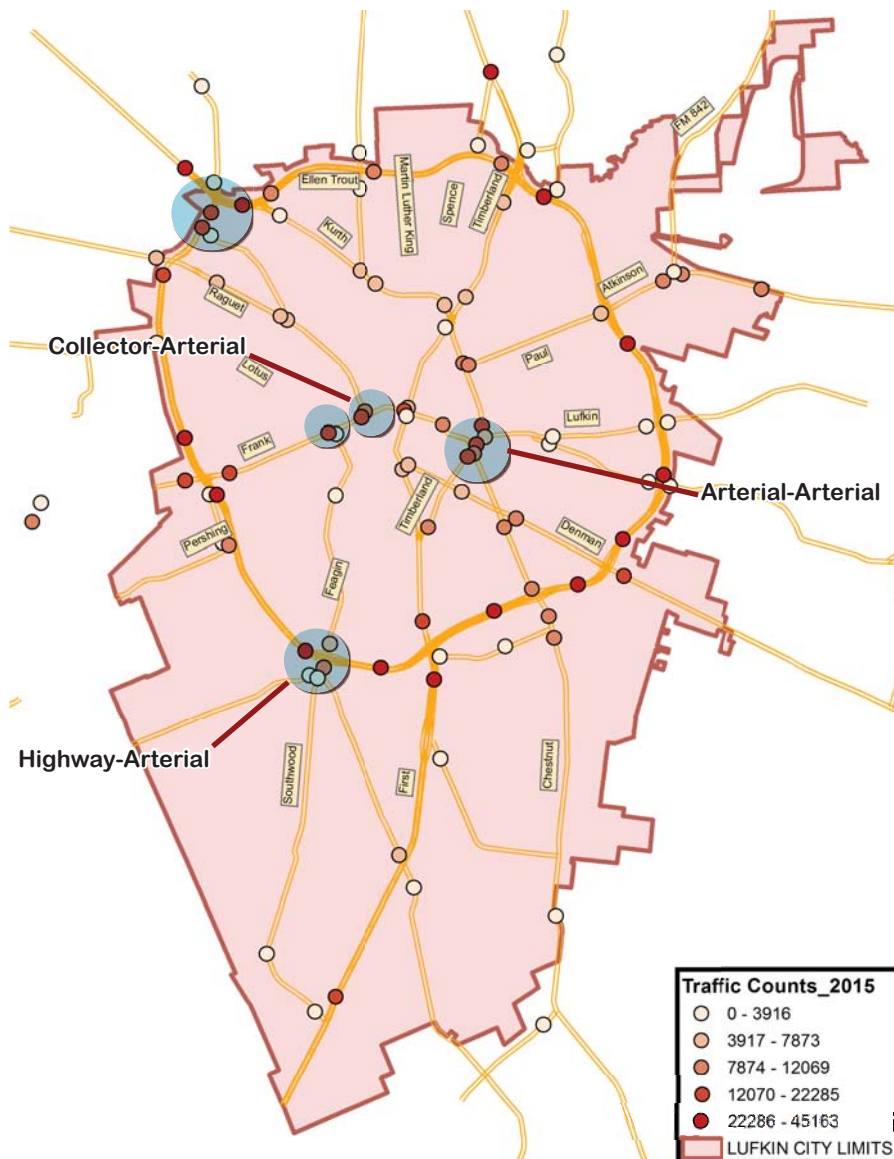 FM 842
Ellen Trout
Martin Luther King
Spence
Timberland
Kurth
Atkinson
Raguet
Collector-Arterial
Paul
Lotus
Lufkin
Frank
Arterial-Arterial
Timberland
Pershing
Denman
Feagin
Highway-Arterial
Southwood
First
Chestnut
Traffic Counts_2015
0 - 3916
3917 - 7873
7874 - 12069
12070 - 22285
22286 - 45163
LUFKIN CITY LIMITS